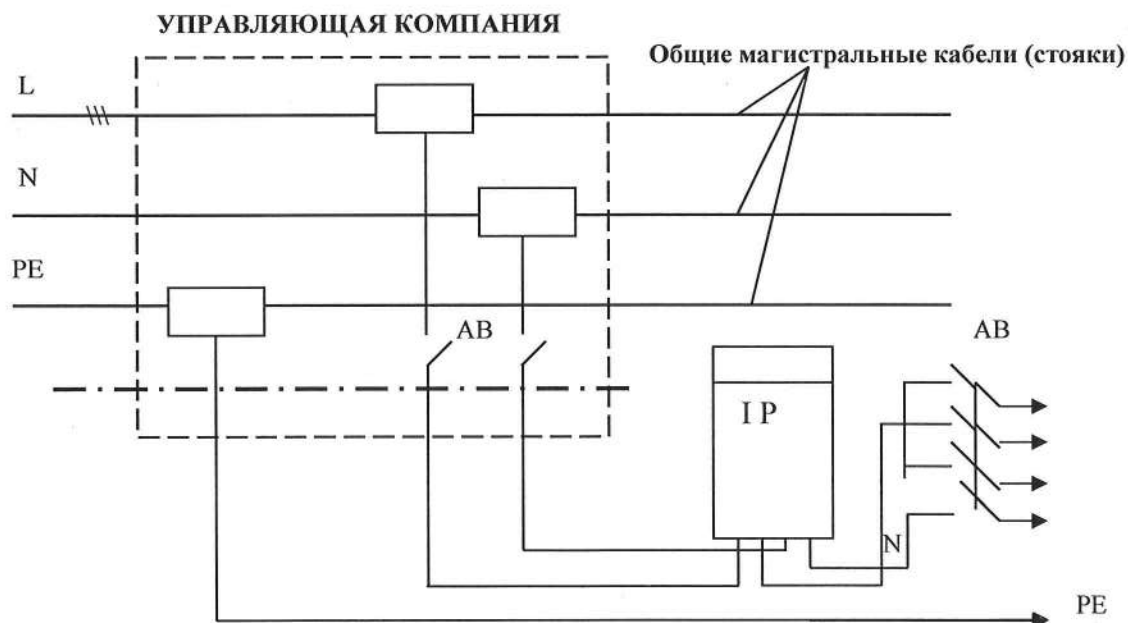 УПРАВЛЯЮЩАЯ КОМПАНИЯ
Общие магистральные кабели (стояки)
L
N
PE
АВ
АВ
I P
N
PE